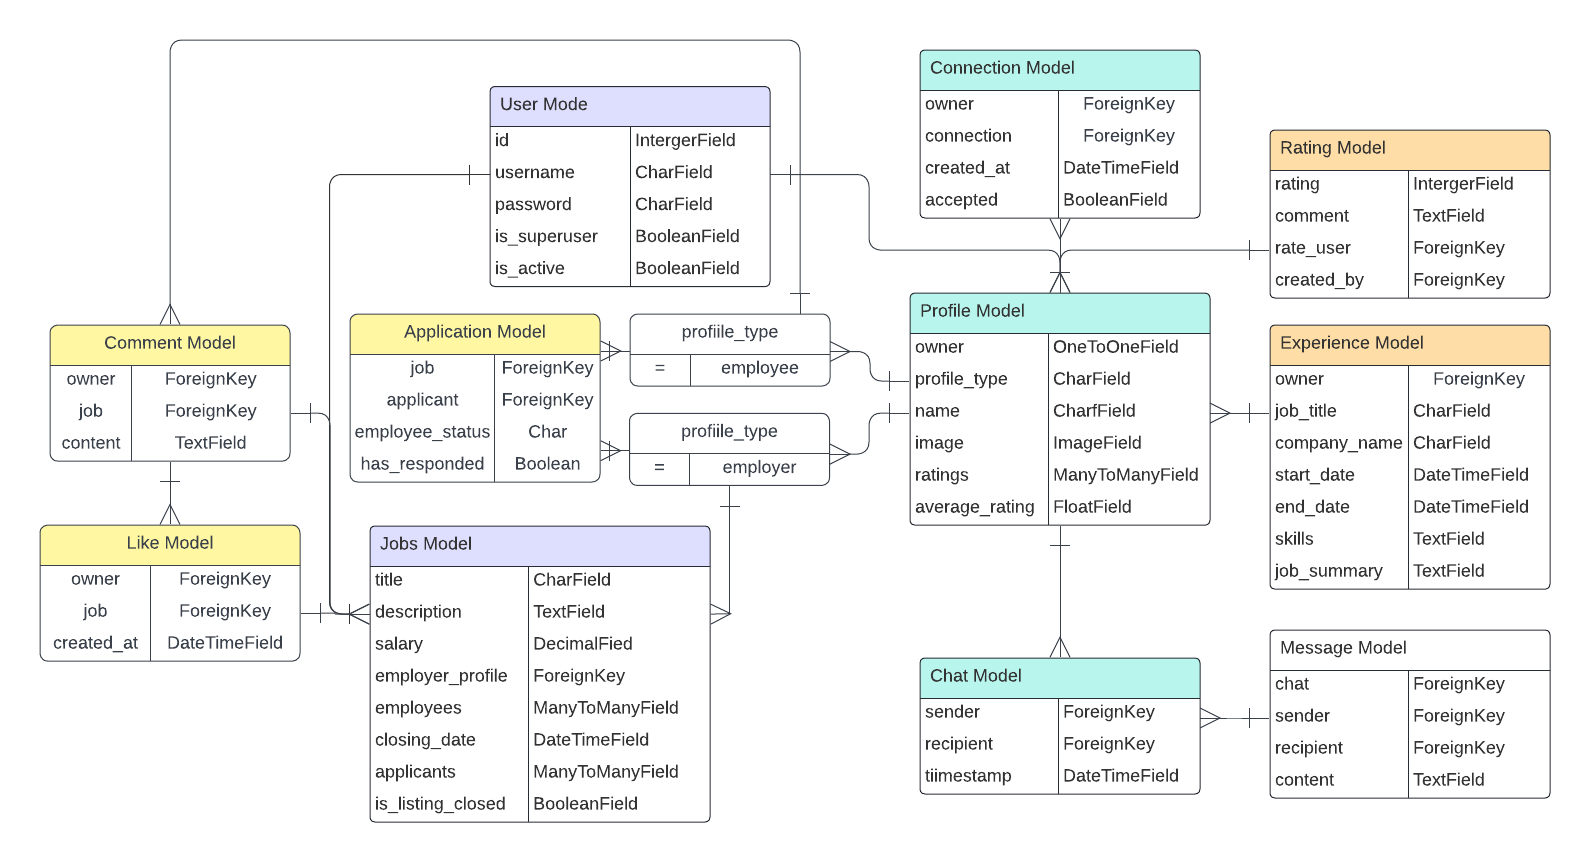 User Mode
id IntergerField
username CharField
password CharField
is_superuser BooleanField
is_active BooleanField
Connection Model
owner ForeignKey
connection ForeignKey
created_at DateTimeField
accepted BooleanField
Rating Model
rating IntergerField
comment TextField
rate_user ForeignKey
created_by ForeignKey
Comment Model
owner ForeignKey
job ForeignKey
content TextField
Application Model
job ForeignKey
applicant ForeignKey
employee_status Char
has_responded Boolean
profiile_type
= employee
profiile_type
= employer
Profile Model
owner OneToOneField
profile_type CharField
name CharfField
image ImageField
ratings ManyToManyField
average_rating FloatField
Experience Model
owner ForeignKey
job_title CharField
company_name CharField
start_date DateTimeField
end_date DateTimeField
skills TextField
job_summary TextField
Like Model
owner ForeignKey
job ForeignKey
created_at DateTimeField
Jobs Model
title CharField
description TextField
salary DecimalFied
employer_profile ForeignKey
employees ManyToManyField
closing_date DateTimeField
applicants ManyToManyField
is_listing_closed BooleanField
Chat Model
sender ForeignKey
recipient ForeignKey
tiimestamp DateTimeField
Message Model
chat ForeignKey
sender ForeignKey
recipient ForeignKey
content TextField